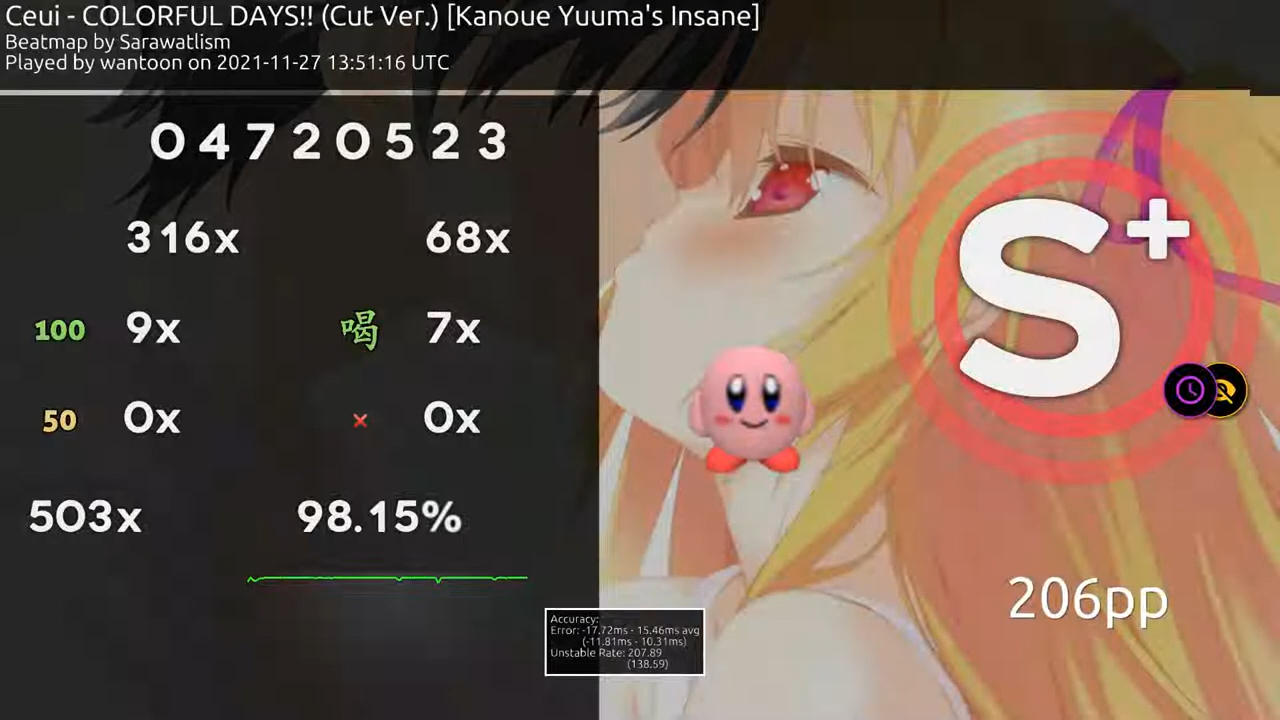 Ceui - COLORFUL DAYS!! (Cut Ver.) [Kanoue Yuuma's Insane]
Beatmap by Sarawatlism
Played by wantoon on 2021-11-27 13:51:16 UTC
04720523
316x 68x
100 9x 喝 7x
50 0x × 0x
503x 98.15%
S+
206pp
Accuracy:
Error: -17.72ms - 15.46ms avg
(-11.81ms - 10.31ms)
Unstable Rate: 207.89
(138.59)